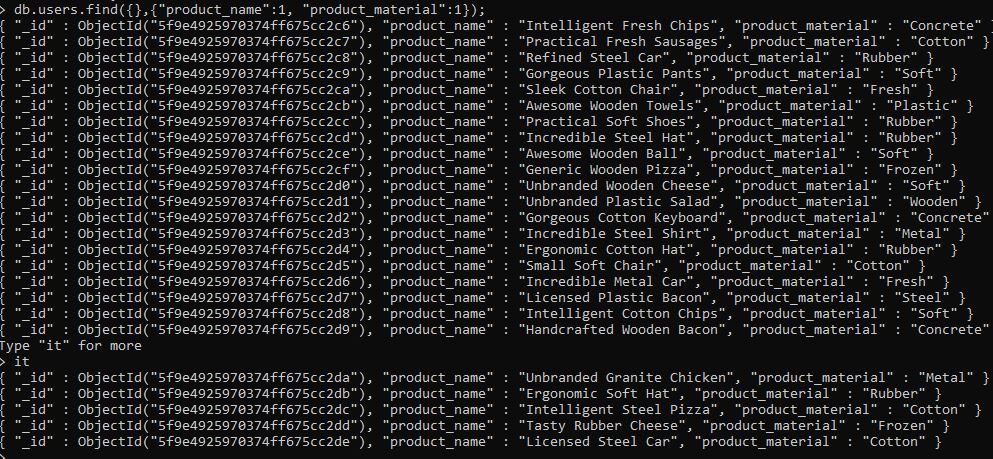 > db.users.find({},{"product_name":1, "product_material":1});
{ "_id" : ObjectId("5f9e4925970374ff675cc2c6"), "product_name" : "Intelligent Fresh Chips", "product_material" : "Concrete"
{ "_id" : ObjectId("5f9e4925970374ff675cc2c7"), "product_name" : "Practical Fresh Sausages", "product_material" : "Cotton" }
{ "_id" : ObjectId("5f9e4925970374ff675cc2c8"), "product_name" : "Refined Steel Car", "product_material" : "Rubber" }
{ "_id" : ObjectId("5f9e4925970374ff675cc2c9"), "product_name" : "Gorgeous Plastic Pants", "product_material" : "Soft" }
{ "_id" : ObjectId("5f9e4925970374ff675cc2ca"), "product_name" : "Sleek Cotton Chair", "product_material" : "Fresh" }
{ "_id" : ObjectId("5f9e4925970374ff675cc2cb"), "product_name" : "Awesome Wooden Towels", "product_material" : "Plastic" }
{ "_id" : ObjectId("5f9e4925970374ff675cc2cc"), "product_name" : "Practical Soft Shoes", "product_material" : "Rubber" }
{ "_id" : ObjectId("5f9e4925970374ff675cc2cd"), "product_name" : "Incredible Steel Hat", "product_material" : "Rubber" }
{ "_id" : ObjectId("5f9e4925970374ff675cc2ce"), "product_name" : "Awesome Wooden Ball", "product_material" : "Soft" }
{ "_id" : ObjectId("5f9e4925970374ff675cc2cf"), "product_name" : "Generic Wooden Pizza", "product_material" : "Frozen" }
{ "_id" : ObjectId("5f9e4925970374ff675cc2d0"), "product_name" : "Unbranded Wooden Cheese", "product_material" : "Soft" }
{ "_id" : ObjectId("5f9e4925970374ff675cc2d1"), "product_name" : "Unbranded Plastic Salad", "product_material" : "Wooden" }
{ "_id" : ObjectId("5f9e4925970374ff675cc2d2"), "product_name" : "Gorgeous Cotton Keyboard", "product_material" : "Concrete"
{ "_id" : ObjectId("5f9e4925970374ff675cc2d3"), "product_name" : "Incredible Steel Shirt", "product_material" : "Metal" }
{ "_id" : ObjectId("5f9e4925970374ff675cc2d4"), "product_name" : "Ergonomic Cotton Hat", "product_material" : "Rubber" }
{ "_id" : ObjectId("5f9e4925970374ff675cc2d5"), "product_name" : "Small Soft Chair", "product_material" : "Cotton" }
{ "_id" : ObjectId("5f9e4925970374ff675cc2d6"), "product_name" : "Incredible Metal Car", "product_material" : "Fresh" }
{ "_id" : ObjectId("5f9e4925970374ff675cc2d7"), "product_name" : "Licensed Plastic Bacon", "product_material" : "Steel" }
{ "_id" : ObjectId("5f9e4925970374ff675cc2d8"), "product_name" : "Intelligent Cotton Chips", "product_material" : "Soft" }
{ "_id" : ObjectId("5f9e4925970374ff675cc2d9"), "product_name" : "Handcrafted Wooden Bacon", "product_material" : "Concrete"
Type "it" for more
> it
{ "_id" : ObjectId("5f9e4925970374ff675cc2da"), "product_name" : "Unbranded Granite Chicken", "product_material" : "Metal" }
{ "_id" : ObjectId("5f9e4925970374ff675cc2db"), "product_name" : "Ergonomic Soft Hat", "product_material" : "Rubber" }
{ "_id" : ObjectId("5f9e4925970374ff675cc2dc"), "product_name" : "Intelligent Steel Pizza", "product_material" : "Cotton" }
{ "_id" : ObjectId("5f9e4925970374ff675cc2dd"), "product_name" : "Tasty Rubber Cheese", "product_material" : "Frozen" }
{ "_id" : ObjectId("5f9e4925970374ff675cc2de"), "product_name" : "Licensed Steel Car", "product_material" : "Cotton" }